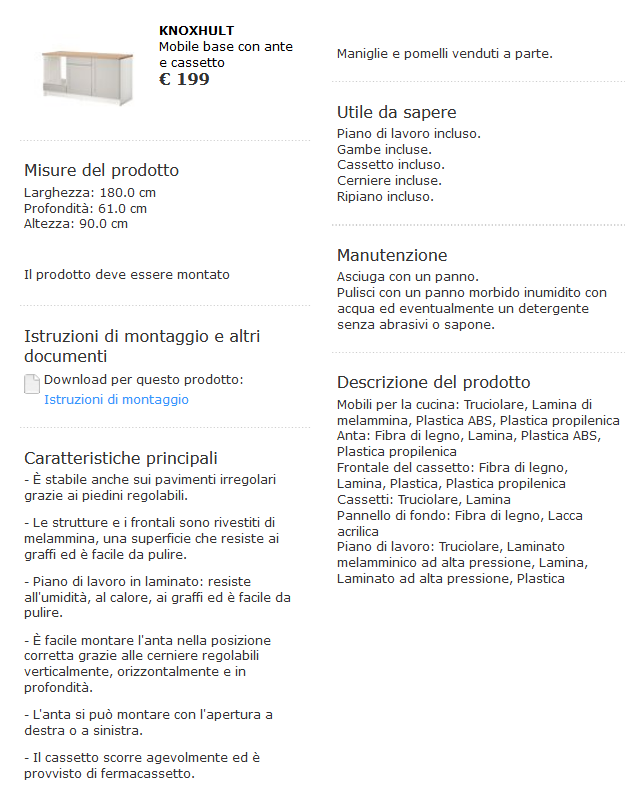 KNOXHULT
Mobile base con ante
e cassetto
€ 199
Misure del prodotto
Larghezza: 180.0 cm
Profondità: 61.0 cm
Altezza: 90.0 cm
Il prodotto deve essere montato
Istruzioni di montaggio e altri
documenti
Download per questo prodotto:
Istruzioni di montaggio
Caratteristiche principali
- È stabile anche sui pavimenti irregolari
grazie ai piedini regolabili.
- Le strutture e i frontali sono rivestiti di
melammina, una superficie che resiste ai
graffi ed è facile da pulire.
- Piano di lavoro in laminato: resiste
all'umidità, al calore, ai graffi ed è facile da
pulire.
- È facile montare l'anta nella posizione
corretta grazie alle cerniere regolabili
verticalmente, orizzontalmente e in
profondità.
- L'anta si può montare con l'apertura a
destra o a sinistra.
- Il cassetto scorre agevolmente ed è
provvisto di fermacassetto.
Maniglie e pomelli venduti a parte.
Utile da sapere
Piano di lavoro incluso.
Gambe incluse.
Cassetto incluso.
Cerniere incluse.
Ripiano incluso.
Manutenzione
Asciuga con un panno.
Pulisci con un panno morbido inumidito con
acqua ed eventualmente un detergente
senza abrasivi o sapone.
Descrizione del prodotto
Mobili per la cucina: Truciolare, Lamina di
melammina, Plastica ABS, Plastica propilenica
Anta: Fibra di legno, Lamina, Plastica ABS,
Plastica propilenica
Frontale del cassetto: Fibra di legno,
Lamina, Plastica, Plastica propilenica
Cassetti: Truciolare, Lamina
Pannello di fondo: Fibra di legno, Lacca
acrilica
Piano di lavoro: Truciolare, Laminato
melamminico ad alta pressione, Lamina,
Laminato ad alta pressione, Plastica